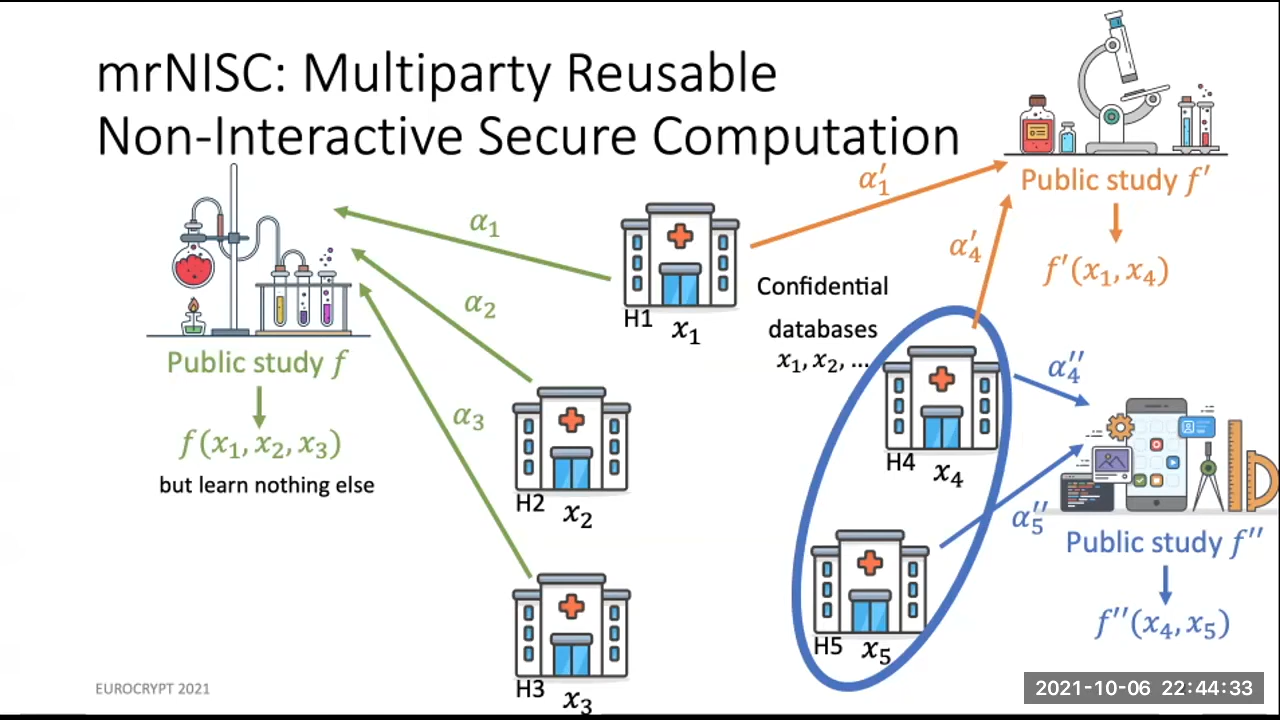 mrNISC: Multiparty Reusable
Non-Interactive Secure Computation
α₁
α₂
α₃
Public study f
f(x₁, x₂, x₃)
but learn nothing else
H1 x₁
H2 x₂
H3 x₃
Confidential
databases
x₁, x₂, ...
α′₁
α′₄
Public study f′
f′(x₁, x₄)
H4 x₄
H5 x₅
α′′₄
α′′₅
Public study f′′
f′′(x₄, x₅)
EUROCRYPT 2021
2021-10-06 22:44:33